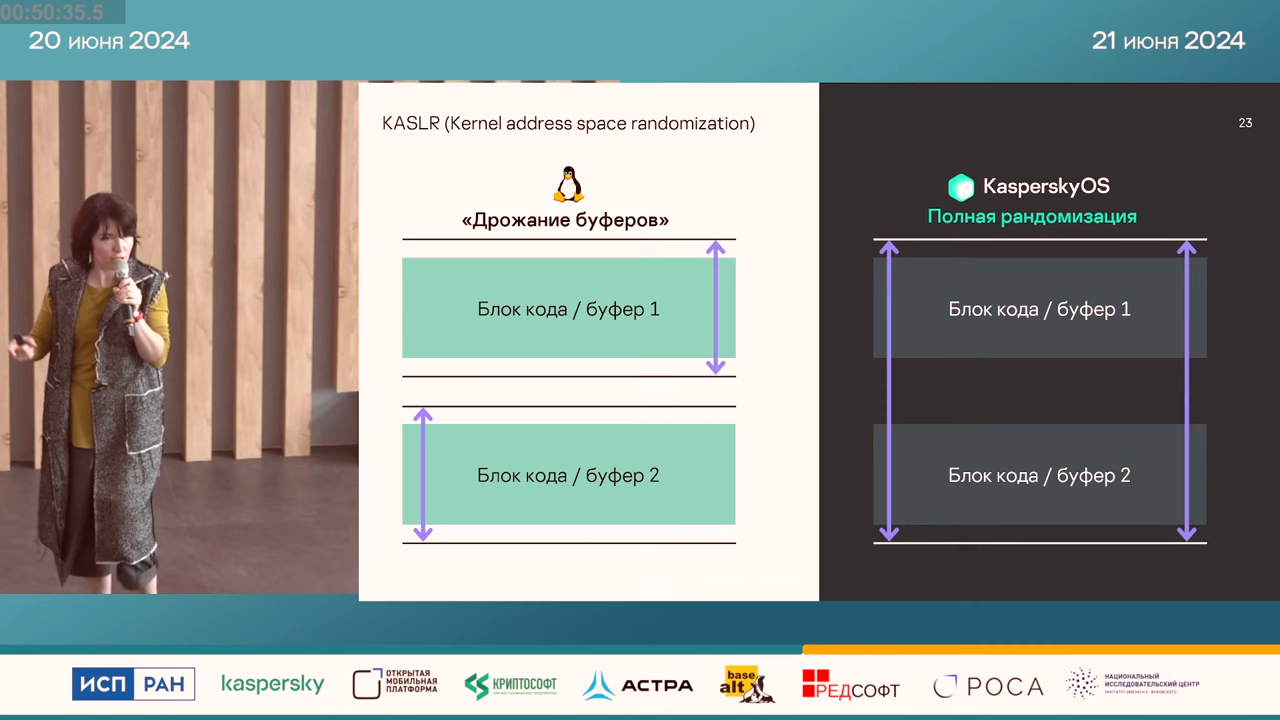 00:50:35.5
20 июня 2024
21 июня 2024
KASLR (Kernel address space randomization)
23
«Дрожание буферов»
Блок кода / буфер 1
Блок кода / буфер 2
KasperskyOS
Полная рандомизация
Блок кода / буфер 1
Блок кода / буфер 2
ИСП РАН
kaspersky
ОТКРЫТАЯ
МОБИЛЬНАЯ
ПЛАТФОРМА
КРИПТОСОФТ
АСТРА
base
alt
РЕДСОФТ
РОСА
НАЦИОНАЛЬНЫЙ
ИССЛЕДОВАТЕЛЬСКИЙ ЦЕНТР